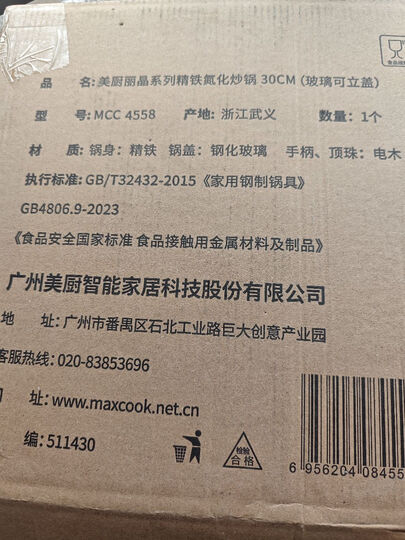 品 名:美厨丽晶系列精铁氮化炒锅 30CM (玻璃可立盖)
型 号:MCC 4558 产地:浙江武义 数量:1个
材 质:锅身:精铁 锅盖:钢化玻璃 手柄、顶珠:电木
执行标准:GB/T32432-2015《家用钢制锅具》
GB4806.9-2023
《食品安全国家标准 食品接触用金属材料及制品》
广州美厨智能家居科技股份有限公司
地 址:广州市番禺区石北工业路巨大创意产业园
客服热线:020-83853696
网 址:www.maxcook.net.cn
编:511430
检验
合格
6 956204 08455